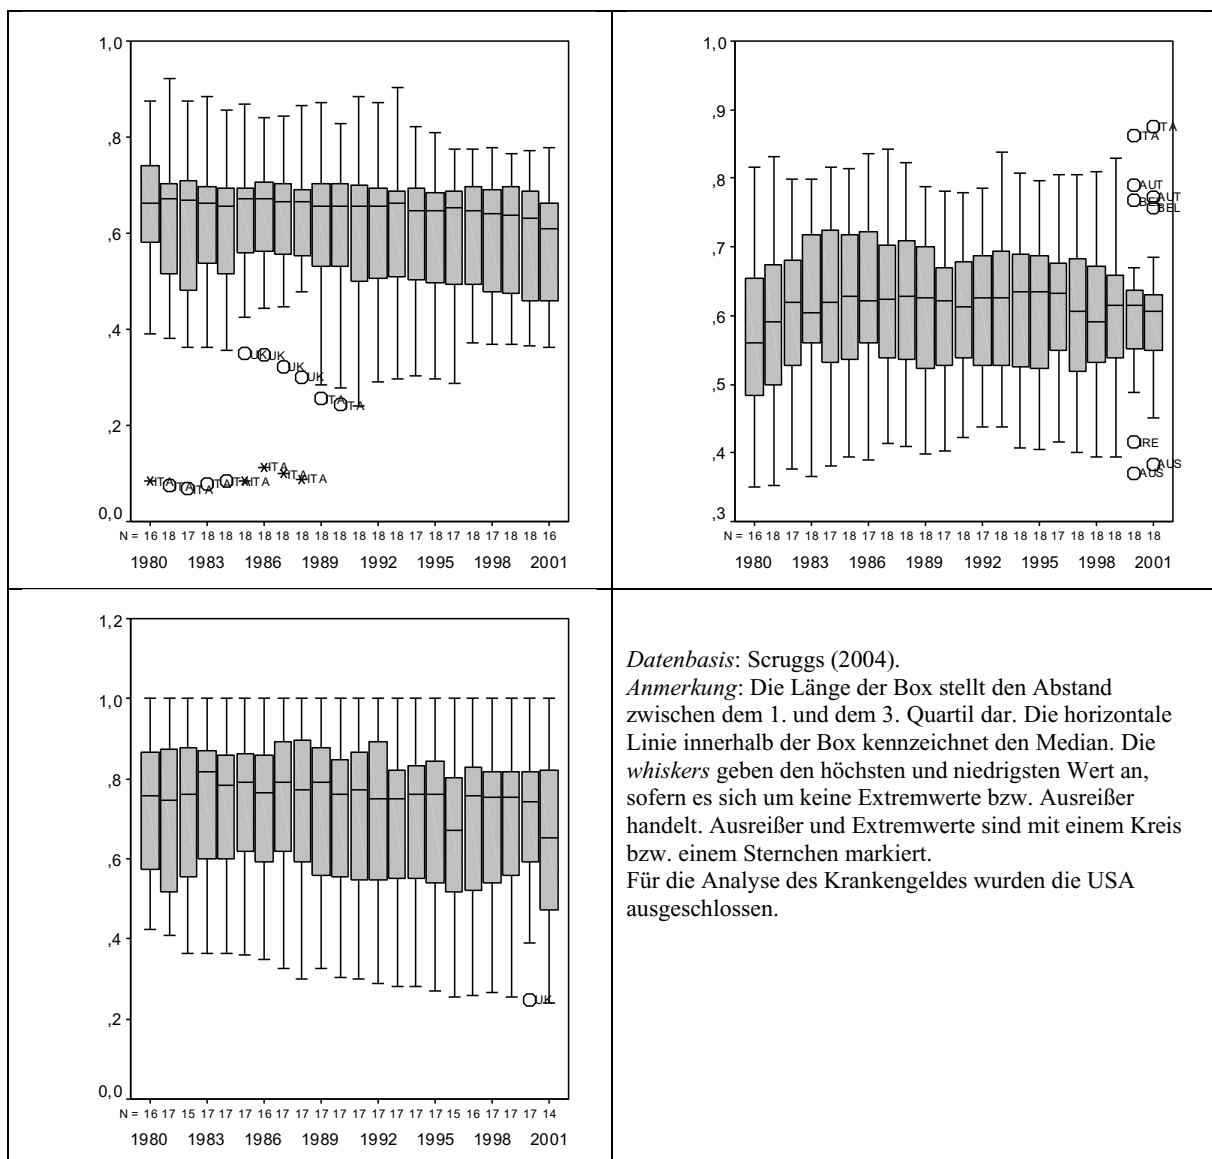 1,0
,8
,6
,4
,2
0,0
UK UK
UK
UK
ITA ITA
ITA ITA ITA ITA ITA ITA
ITA
ITA
ITA
N = 16 18 17 18 18 18 18 18 18 18 18 18 18 18 18 18 18 17 18 18 18 16
1980 1983 1986 1989 1992 1995 1998 2001
1,0
,9
,8
,7
,6
,5
,4
,3
ITA
ITA
AUT
AUT
BEL
BEL
IRE
AUS
AUS
N = 16 18 17 18 17 18 17 18 18 18 18 18 17 18 18 18 17 18 18 18 18 18
1980 1983 1986 1989 1992 1995 1998 2001
1,2
1,0
,8
,6
,4
,2
0,0
UK
N = 16 17 15 17 17 17 16 17 17 17 17 17 17 17 17 17 15 16 17 17 17 14
1980 1983 1986 1989 1992 1995 1998 2001
Datenbasis: Scruggs (2004).
Anmerkung: Die Länge der Box stellt den Abstand
zwischen dem 1. und dem 3. Quartil dar. Die horizontale
Linie innerhalb der Box kennzeichnet den Median. Die
whiskers geben den höchsten und niedrigsten Wert an,
sofern es sich um keine Extremwerte bzw. Ausreißer
handelt. Ausreißer und Extremwerte sind mit einem Kreis
bzw. einem Sternchen markiert.
Für die Analyse des Krankengeldes wurden die USA
ausgeschlossen.